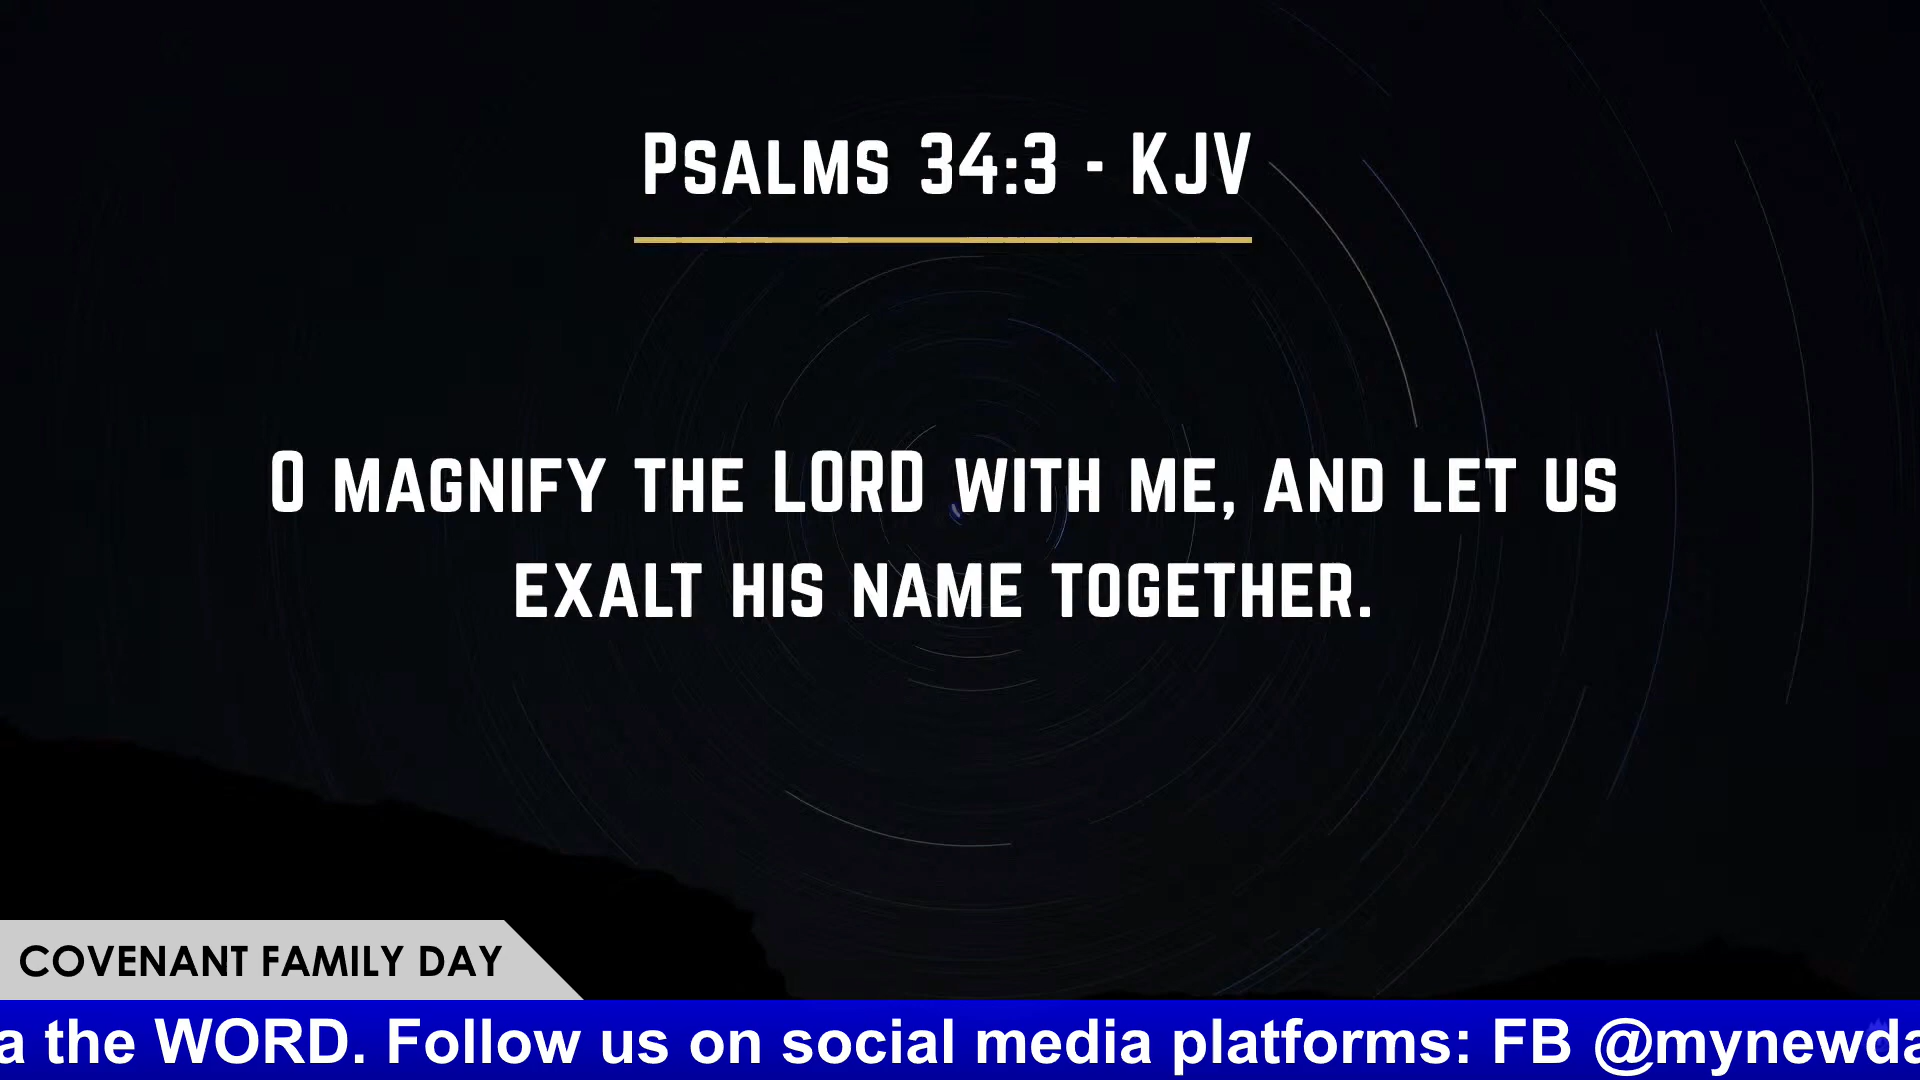 Psalms 34:3 - KJV
O magnify the LORD with me, and let us
exalt his name together.
COVENANT FAMILY DAY
a the WORD. Follow us on social media platforms: FB @mynewda